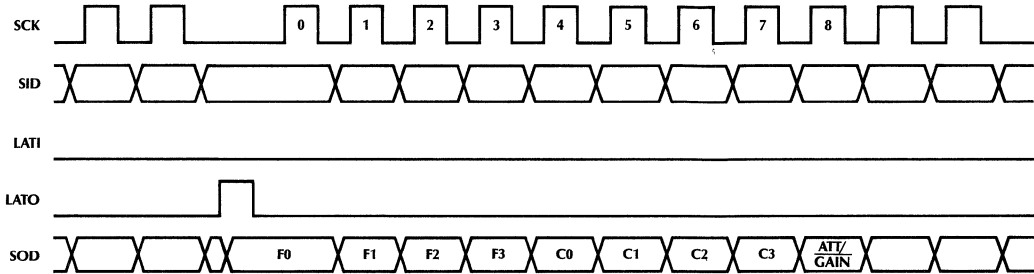 SCK 0 1 2 3 4 5 6 7 8
SID
LATI
LATO
SOD F0 F1 F2 F3 C0 C1 C2 C3 ATT/
GAIN